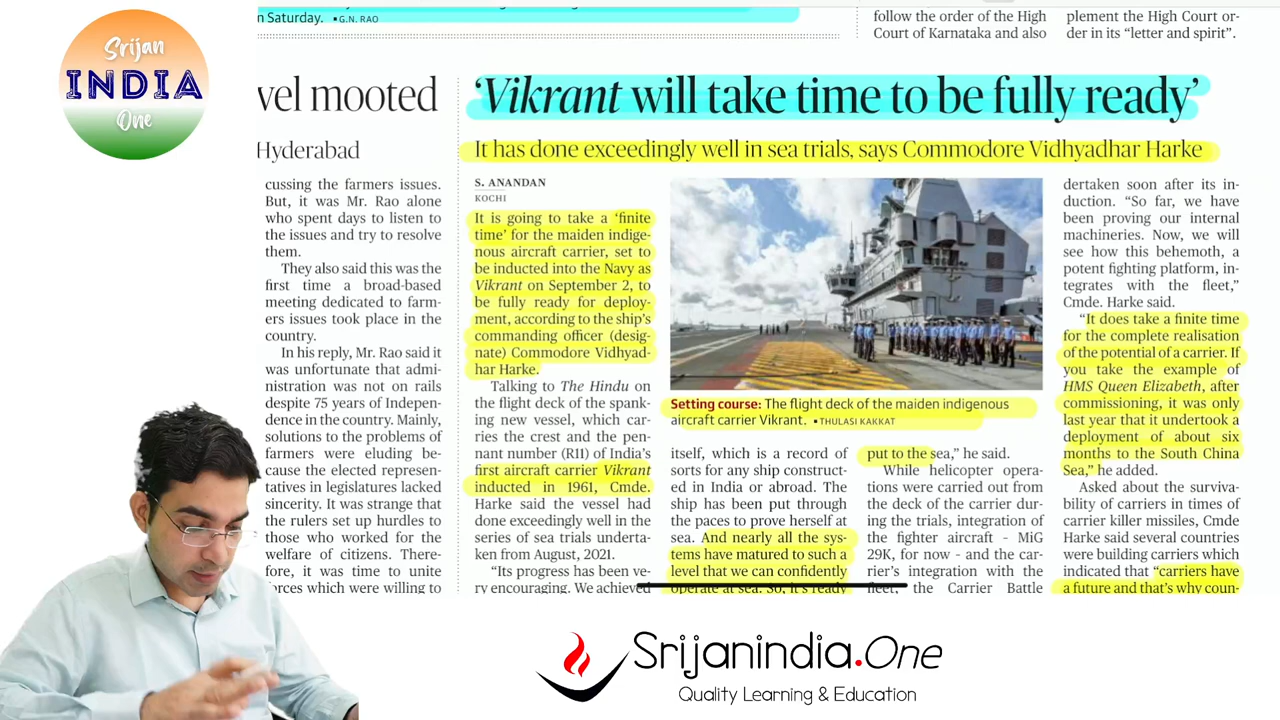 Srijan
INDIA
One
n Saturday. ■ G.N. RAO
follow the order of the High
Court of Karnataka and also
plement the High Court or-
der in its “letter and spirit”.
vel mooted
Hyderabad
cussing the farmers issues.
But, it was Mr. Rao alone
who spent days to listen to
the issues and try to resolve
them.
They also said this was the
first time a broad-based
meeting dedicated to farm-
ers issues took place in the
country.
In his reply, Mr. Rao said it
was unfortunate that admi-
nistration was not on rails
despite 75 years of Indepen-
dence in the country. Mainly,
solutions to the problems of
farmers were eluding be-
cause the elected represen-
tatives in legislatures lacked
sincerity. It was strange that
the rulers set up hurdles to
those who worked for the
welfare of citizens. There-
fore, it was time to unite
orces which were willing to
‘Vikrant will take time to be fully ready’
It has done exceedingly well in sea trials, says Commodore Vidhyadhar Harke
S. ANANDAN
KOCHI
It is going to take a ‘finite
time’ for the maiden indige-
nous aircraft carrier, set to
be inducted into the Navy as
Vikrant on September 2, to
be fully ready for deploy-
ment, according to the ship’s
commanding officer (desig-
nate) Commodore Vidhyad-
har Harke.
Talking to The Hindu on
the flight deck of the spank-
ing new vessel, which car-
ries the crest and the pen-
nant number (R11) of India’s
first aircraft carrier Vikrant
inducted in 1961, Cmde.
Harke said the vessel had
done exceedingly well in the
series of sea trials underta-
ken from August, 2021.
“Its progress has been ve-
ry encouraging. We achieved
Setting course: The flight deck of the maiden indigenous
aircraft carrier Vikrant. ■ THULASI KAKKAT
itself, which is a record of
sorts for any ship construct-
ed in India or abroad. The
ship has been put through
the paces to prove herself at
sea. And nearly all the sys-
tems have matured to such a
level that we can confidently
operate at sea. So, it’s ready
put to the sea,” he said.
While helicopter opera-
tions were carried out from
the deck of the carrier dur-
ing the trials, integration of
the fighter aircraft - MiG
29K, for now - and the car-
rier’s integration with the
fleet, the Carrier Battle
dertaken soon after its in-
duction. “So far, we have
been proving our internal
machineries. Now, we will
see how this behemoth, a
potent fighting platform, in-
tegrates with the fleet,”
Cmde. Harke said.
“It does take a finite time
for the complete realisation
of the potential of a carrier. If
you take the example of
HMS Queen Elizabeth, after
commissioning, it was only
last year that it undertook a
deployment of about six
months to the South China
Sea,” he added.
Asked about the surviva-
bility of carriers in times of
carrier killer missiles, Cmde
Harke said several countries
were building carriers which
indicated that “carriers have
a future and that’s why coun-
Srijanindia.One
Quality Learning & Education